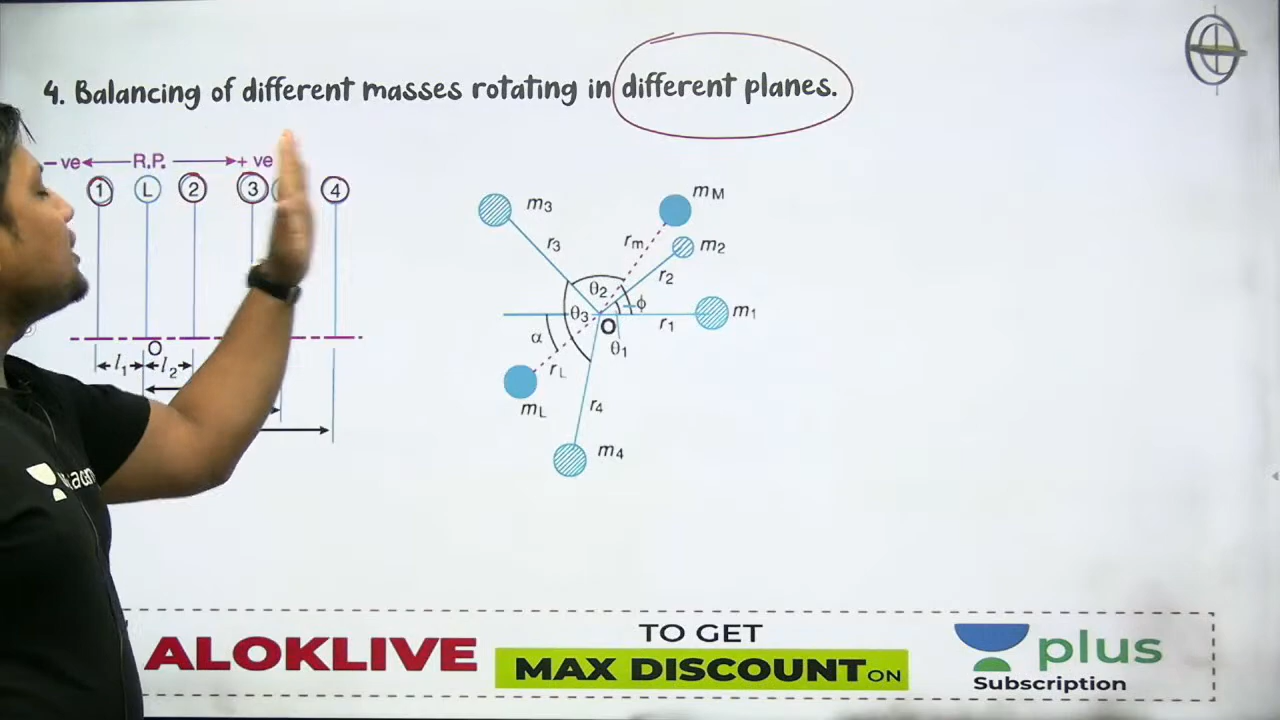 4. Balancing of different masses rotating in different planes.
– ve R.P. + ve
1 L 2 3 4
O
l1 l2
m3
mM
r3
rm
m2
θ2
r2
ϕ
θ3
O
r1
m1
α
θ1
rL
mL
r4
m4
ALOKLIVE
TO GET
MAX DISCOUNT ON
plus
Subscription